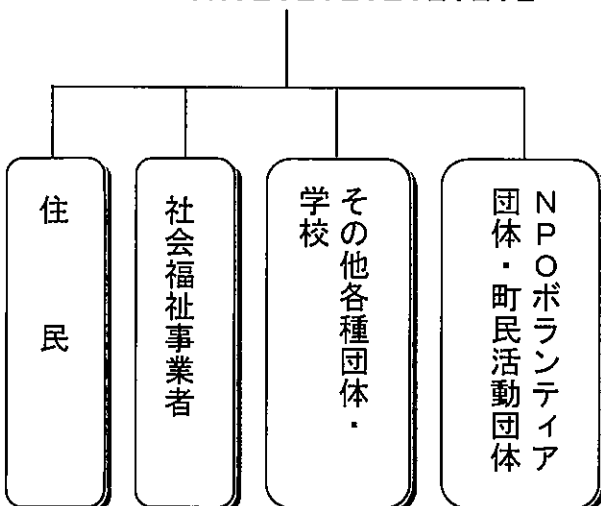 住民
社会福祉事業者
その他各種団体・
学校
NPOボランティア
団体・町民活動団体